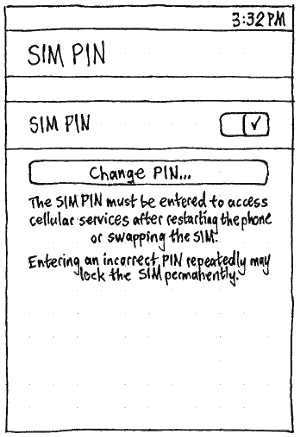 3:32 PM
SIM PIN
SIM PIN
Change PIN...
The SIM PIN must be entered to access
cellular services after restarting the phone
or swapping the SIM.
Entering an incorrect PIN repeatedly may
lock the SIM permanently.